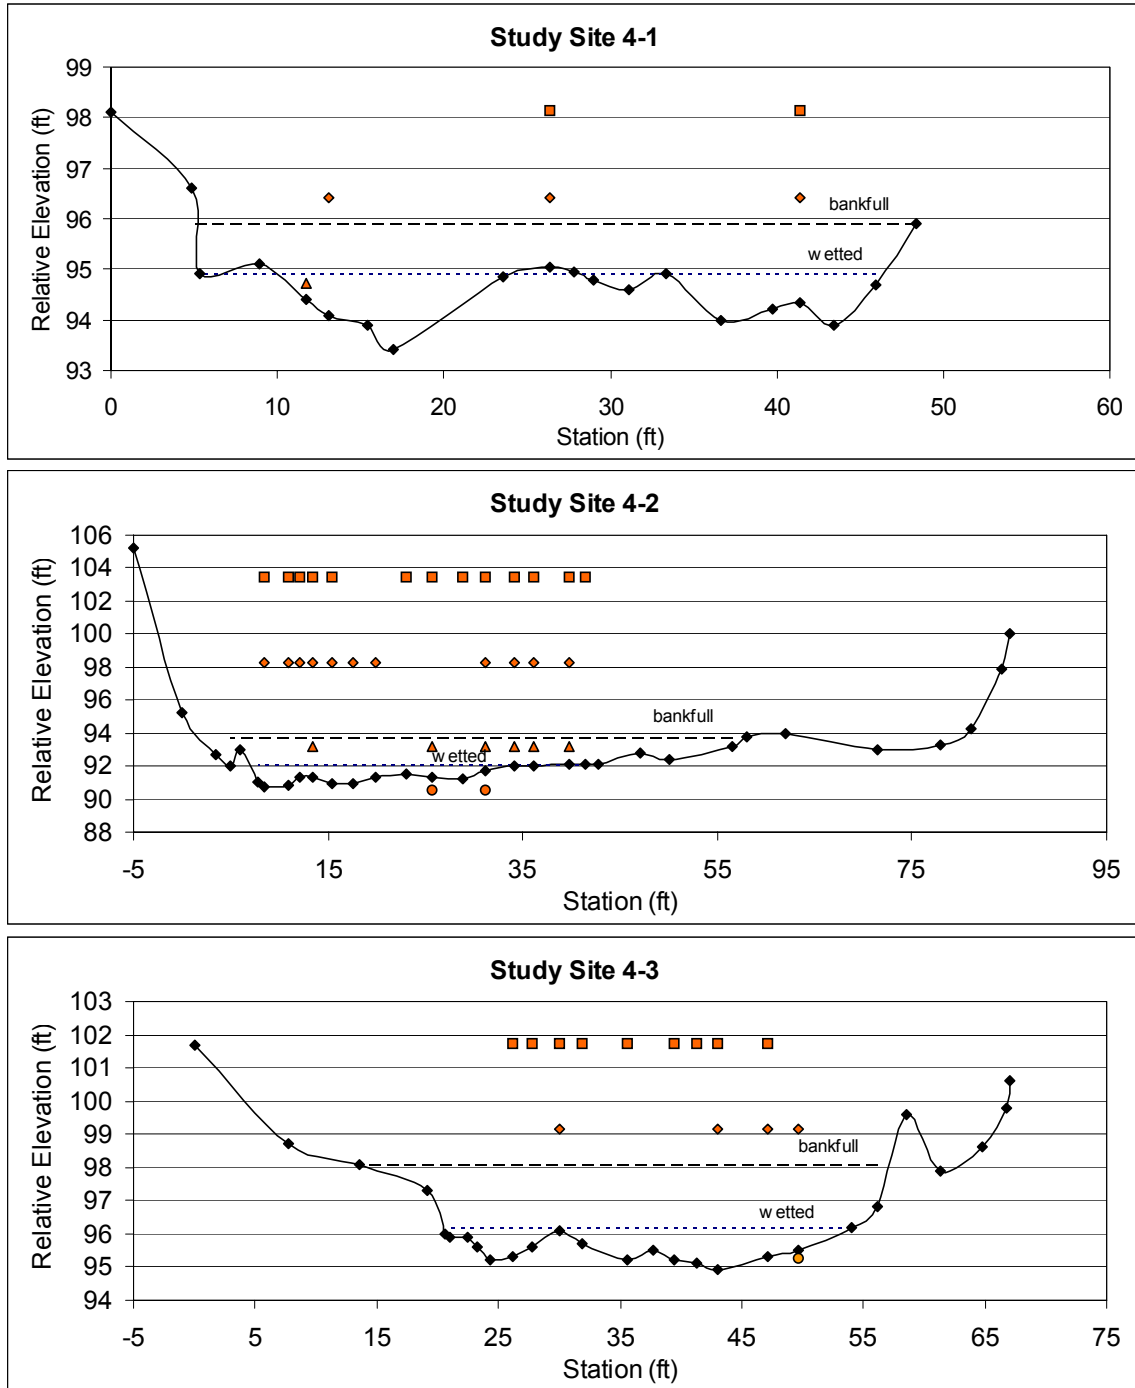 Study Site 4-1
99
98
97
96
95
94
93
Relative Elevation (ft)
bankfull
wetted
0 10 20 30 40 50 60
Station (ft)
Study Site 4-2
106
104
102
100
98
96
94
92
90
88
Relative Elevation (ft)
bankfull
wetted
-5 15 35 55 75 95
Station (ft)
Study Site 4-3
103
102
101
100
99
98
97
96
95
94
Relative Elevation (ft)
bankfull
wetted
-5 5 15 25 35 45 55 65 75
Station (ft)